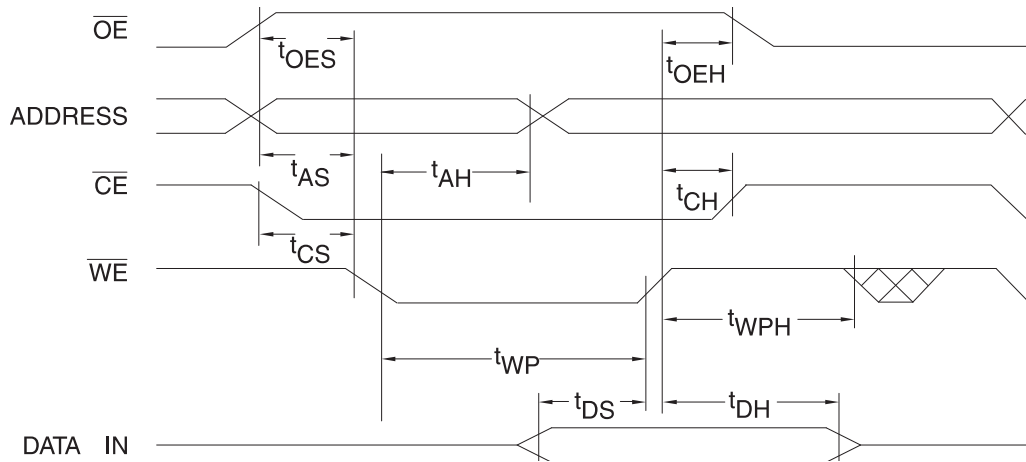 OE
tOES
tOEH
ADDRESS
tAS
tAH
CE
tCH
tCS
WE
tWPH
tWP
tDS
tDH
DATA IN